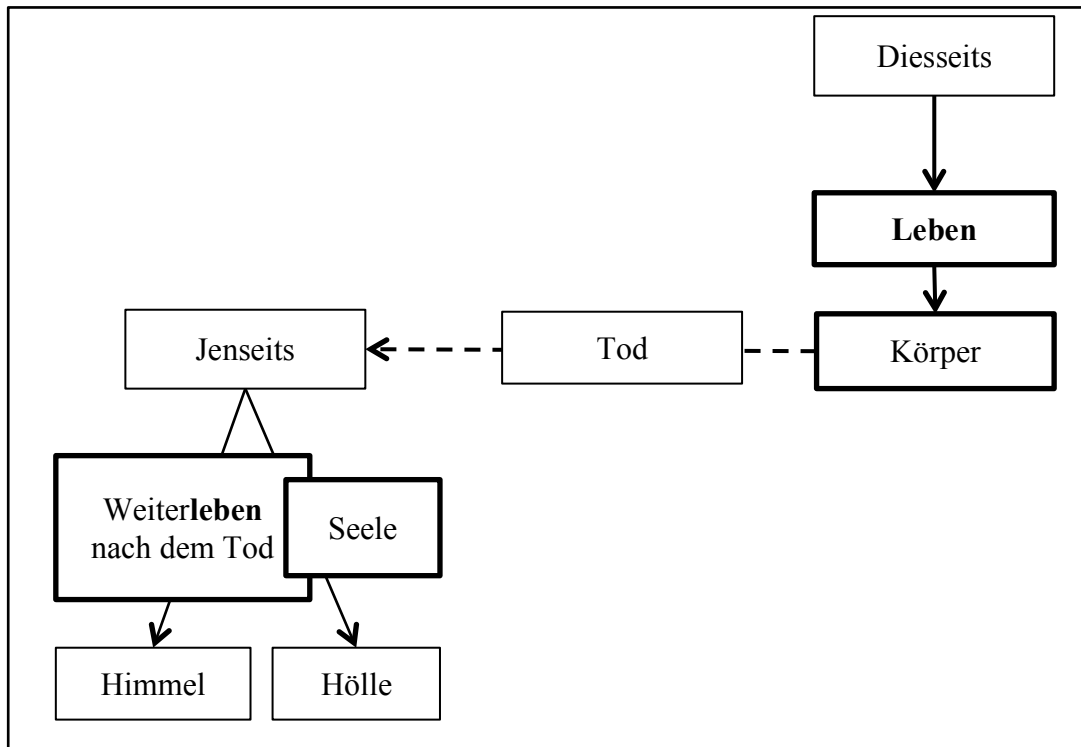 Diesseits
Leben
Jenseits
Tod
Körper
Weiterleben
nach dem Tod
Seele
Himmel
Hölle